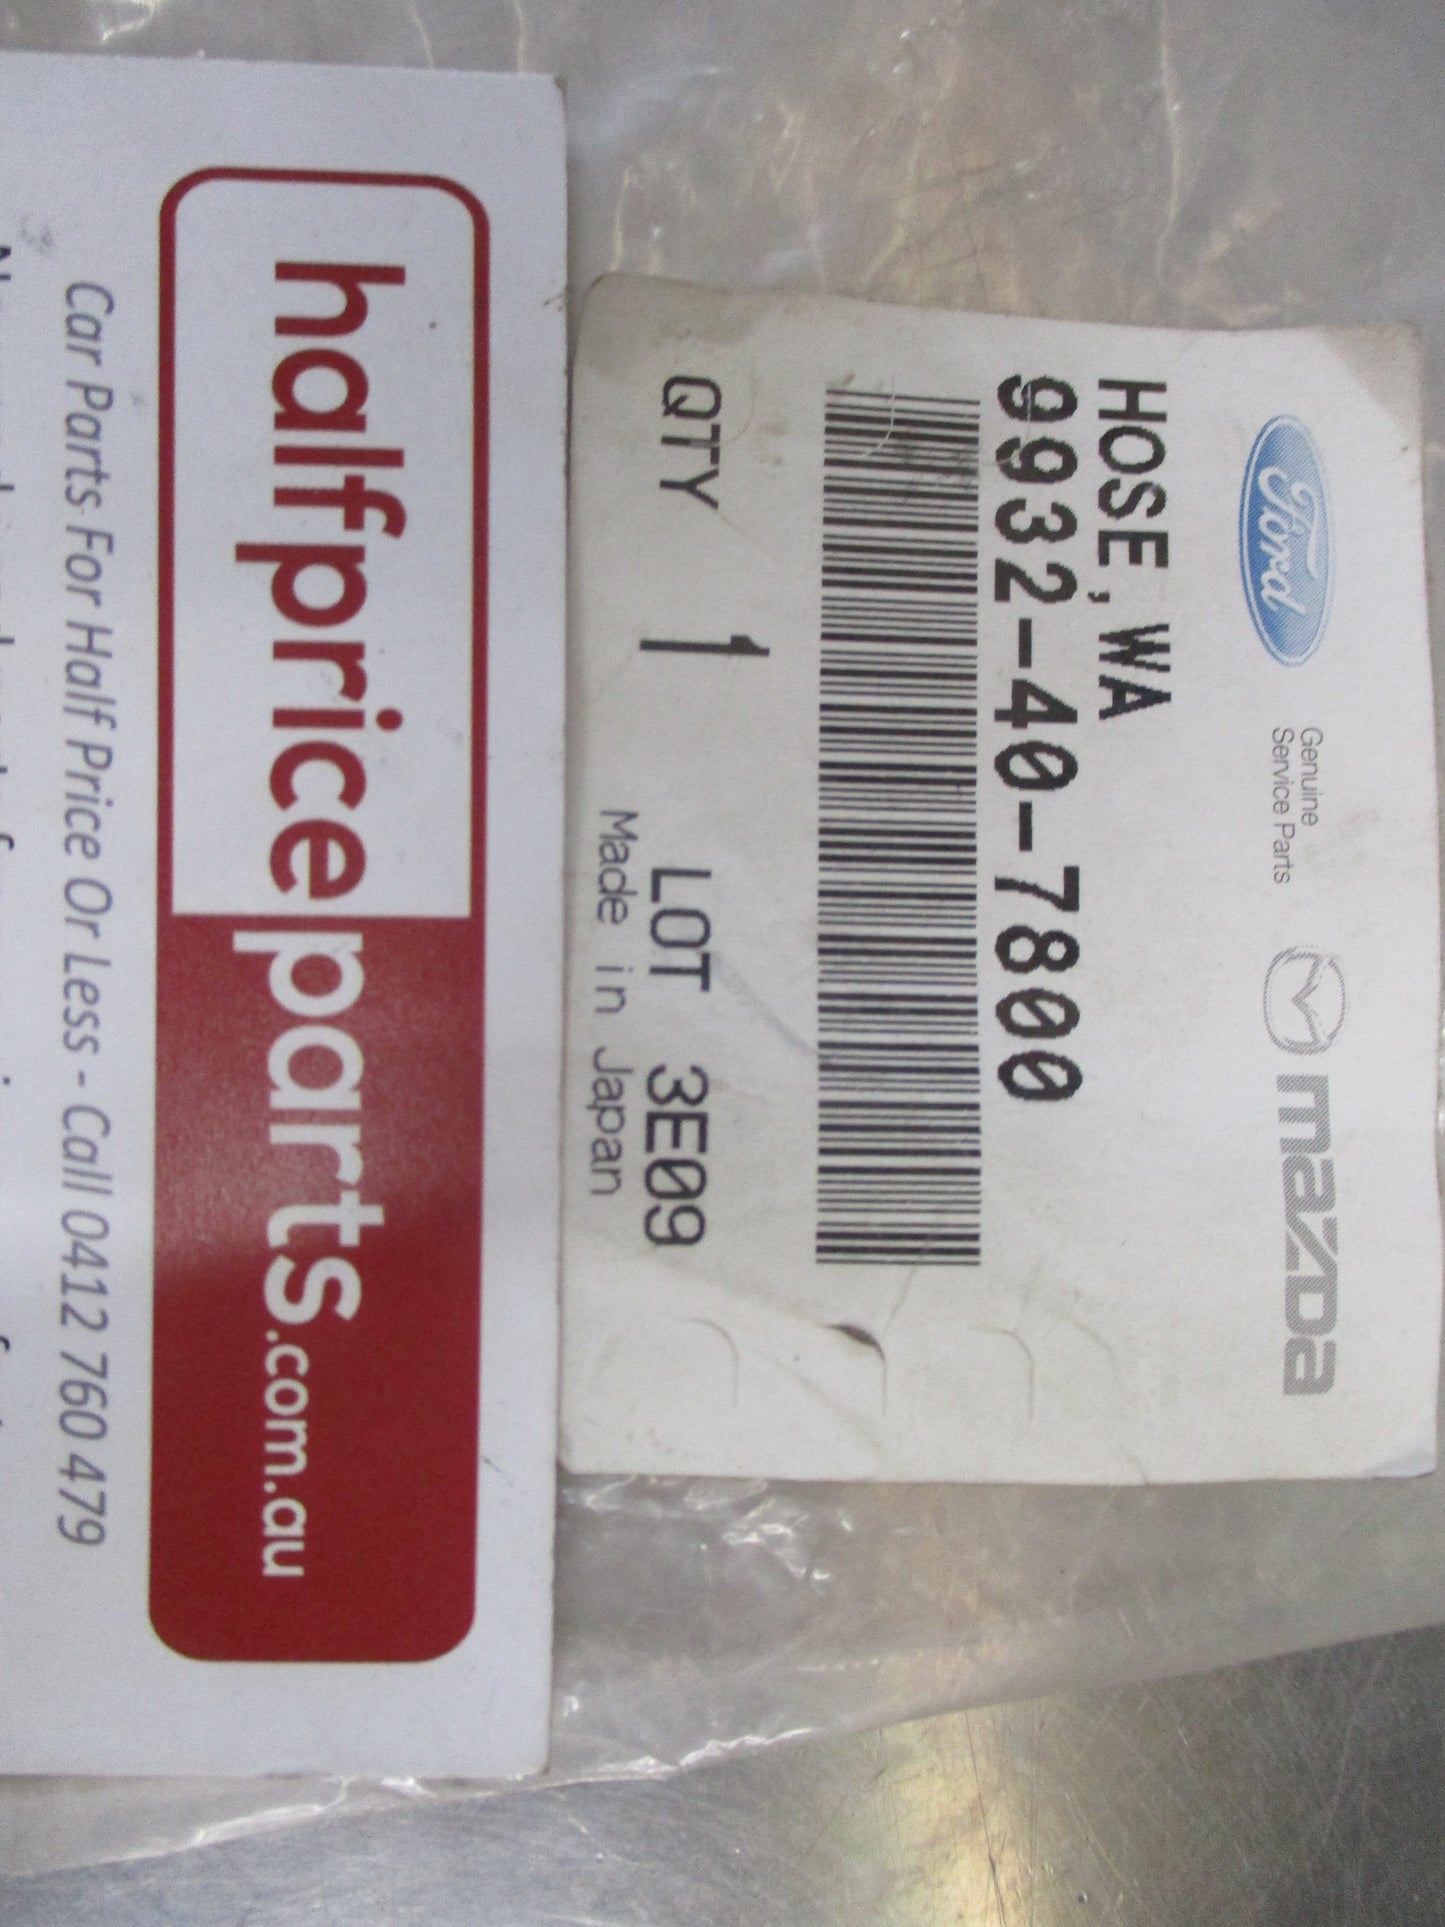 Ford
Genuine
Service Parts
mazda
HOSE,WA
9932-40-7800
QTY 1 LOT 3E09
Made in Japan
halfpriceparts.com.au
Car Parts For Half Price Or Less - Call 0412 760 479